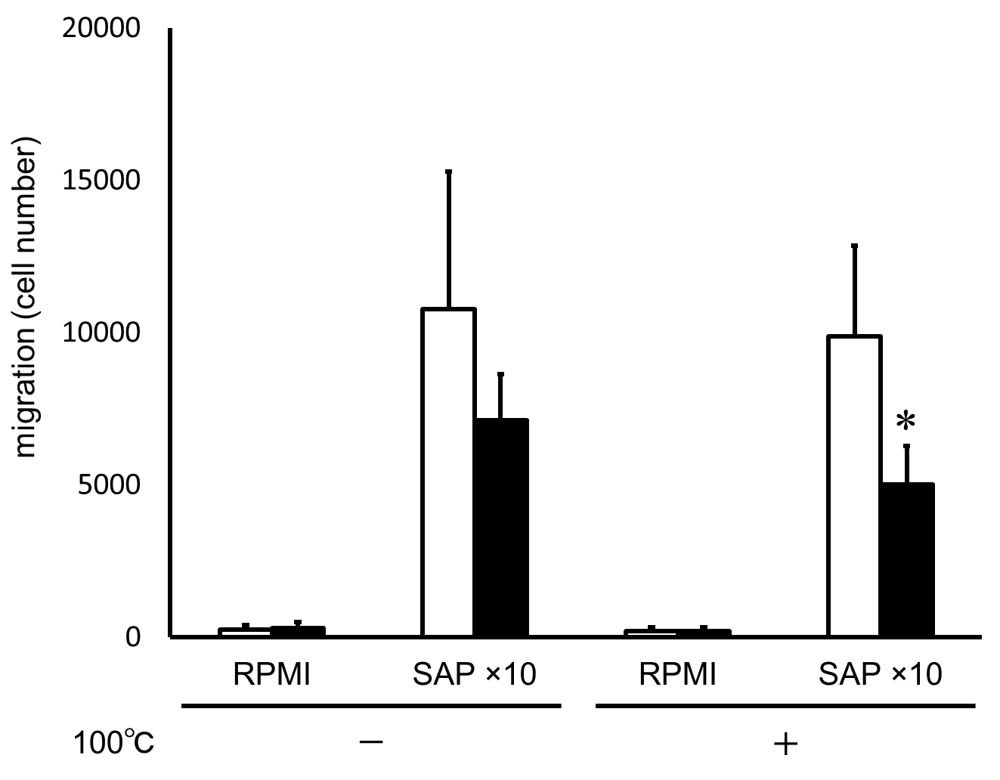 20000
15000
10000
5000
0
migration (cell number)
*
RPMI SAP ×10 RPMI SAP ×10
100℃ − +